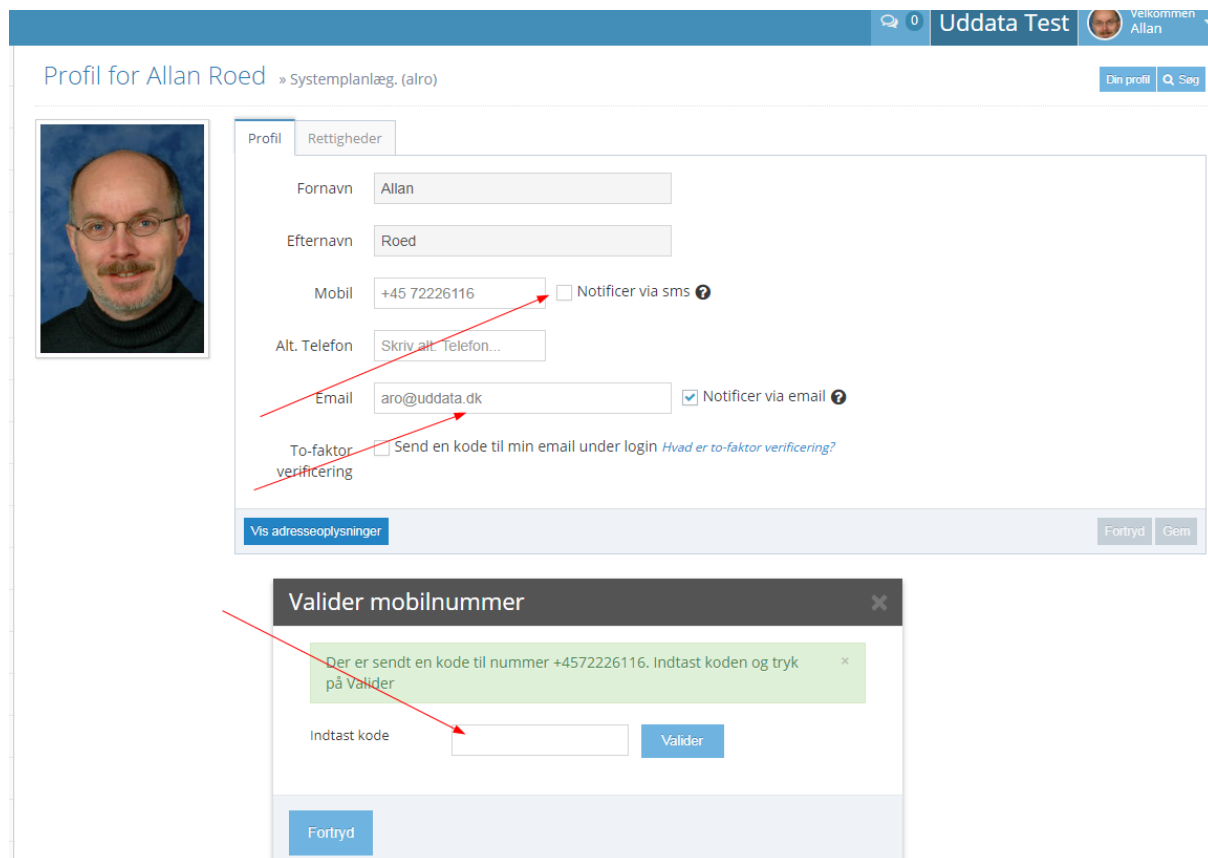 0 Uddata Test Velkommen
Allan
Profil for Allan Roed » Systemplanlæg. (alro) Din profil Søg
Profil Rettigheder
Fornavn Allan
Efternavn Roed
Mobil +45 72226116 Notificer via sms ?
Alt. Telefon Skriv alt. Telefon...
Email aro@uddata.dk Notificer via email ?
To-faktor Send en kode til min email under login Hvad er to-faktor verificering?
verificering
Vis adresseoplysninger Fortryd Gem
Valider mobilnummer ×
Der er sendt en kode til nummer +4572226116. Indtast koden og tryk ×
på Valider
Indtast kode Valider
Fortryd